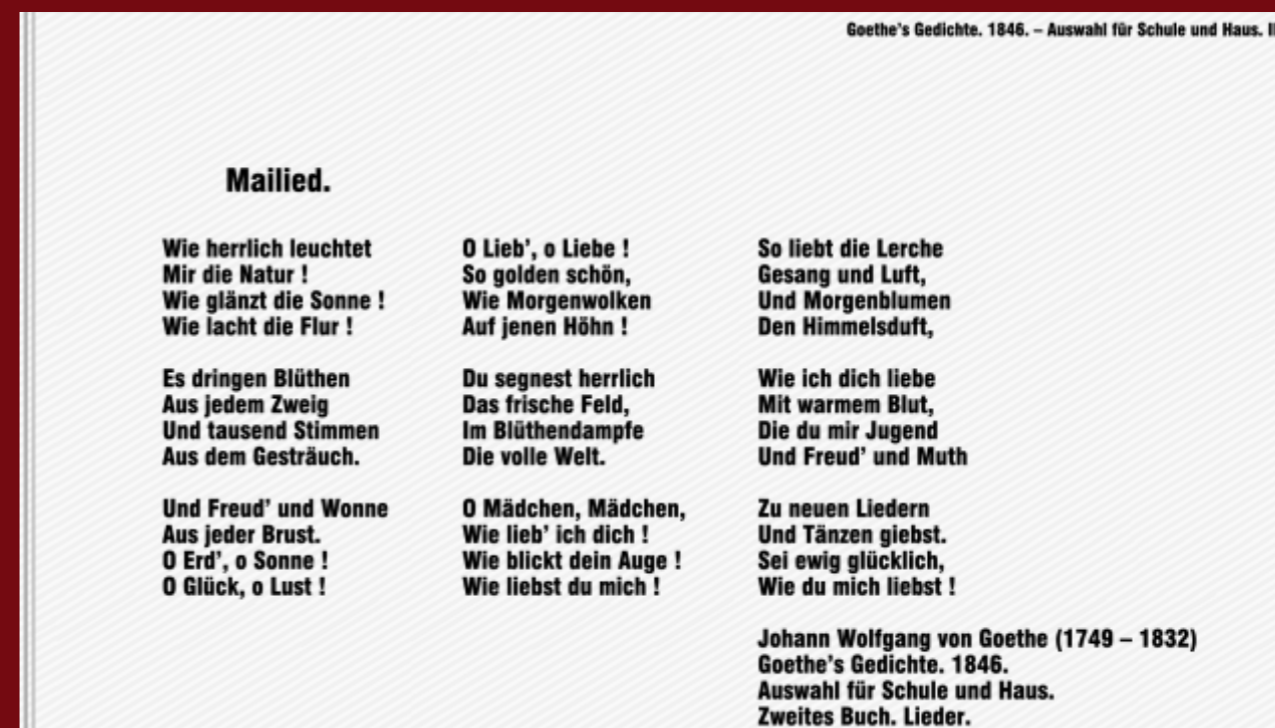 Goethe's Gedichte. 1846. – Auswahl für Schule und Haus.
Mailied.
Wie herrlich leuchtet
Mir die Natur !
Wie glänzt die Sonne !
Wie lacht die Flur !
Es dringen Blüthen
Aus jedem Zweig
Und tausend Stimmen
Aus dem Gesträuch.
Und Freud’ und Wonne
Aus jeder Brust.
O Erd’, o Sonne !
O Glück, o Lust !
O Lieb’, o Liebe !
So golden schön,
Wie Morgenwolken
Auf jenen Höhn !
Du segnest herrlich
Das frische Feld,
Im Blüthendampfe
Die volle Welt.
O Mädchen, Mädchen,
Wie lieb’ ich dich !
Wie blickt dein Auge !
Wie liebst du mich !
So liebt die Lerche
Gesang und Luft,
Und Morgenblumen
Den Himmelsduft,
Wie ich dich liebe
Mit warmem Blut,
Die du mir Jugend
Und Freud’ und Muth
Zu neuen Liedern
Und Tänzen giebst.
Sei ewig glücklich,
Wie du mich liebst !
Johann Wolfgang von Goethe (1749 – 1832)
Goethe’s Gedichte. 1846.
Auswahl für Schule und Haus.
Zweites Buch. Lieder.